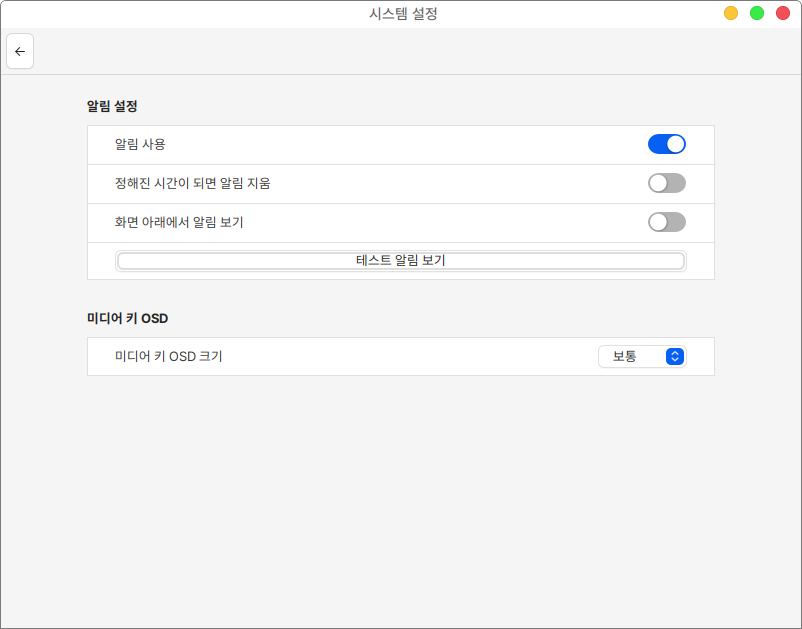 시스템 설정
알림 설정
알림 사용
정해진 시간이 되면 알림 지움
화면 아래에서 알림 보기
테스트 알림 보기
미디어 키 OSD
미디어 키 OSD 크기
보통